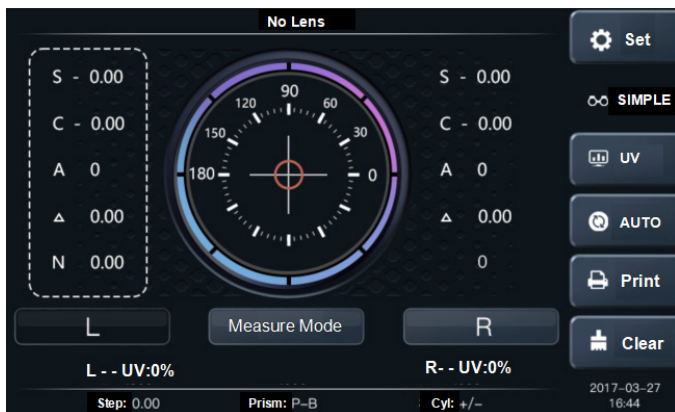 No Lens
S - 0.00
C - 0.00
A 0
△ 0.00
N 0.00
90
120
60
150
30
180
0
S - 0.00
C - 0.00
A 0
△ 0.00
0
L
Measure Mode
R
L - - UV:0%
R- - UV:0%
Step: 0.00
Prism: P-B
Cyl: +/-
Set
SIMPLE
UV
AUTO
Print
Clear
2017-03-27
16:44